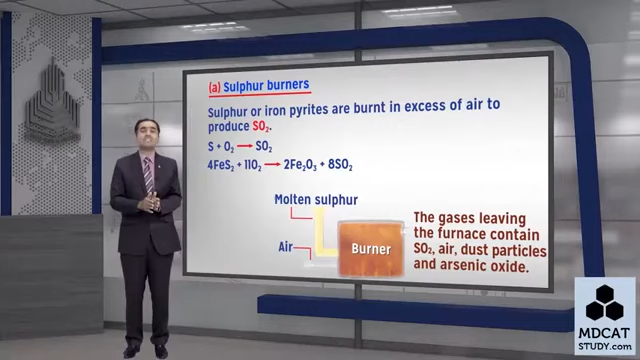 (a) Sulphur burners
Sulphur or iron pyrites are burnt in excess of air to
produce SO₂.
S + O₂ → SO₂
4FeS₂ + 11O₂ → 2Fe₂O₃ + 8SO₂
Molten sulphur
Air
Burner
The gases leaving
the furnace contain
SO₂, air, dust particles
and arsenic oxide.
MDCAT
STUDY.com